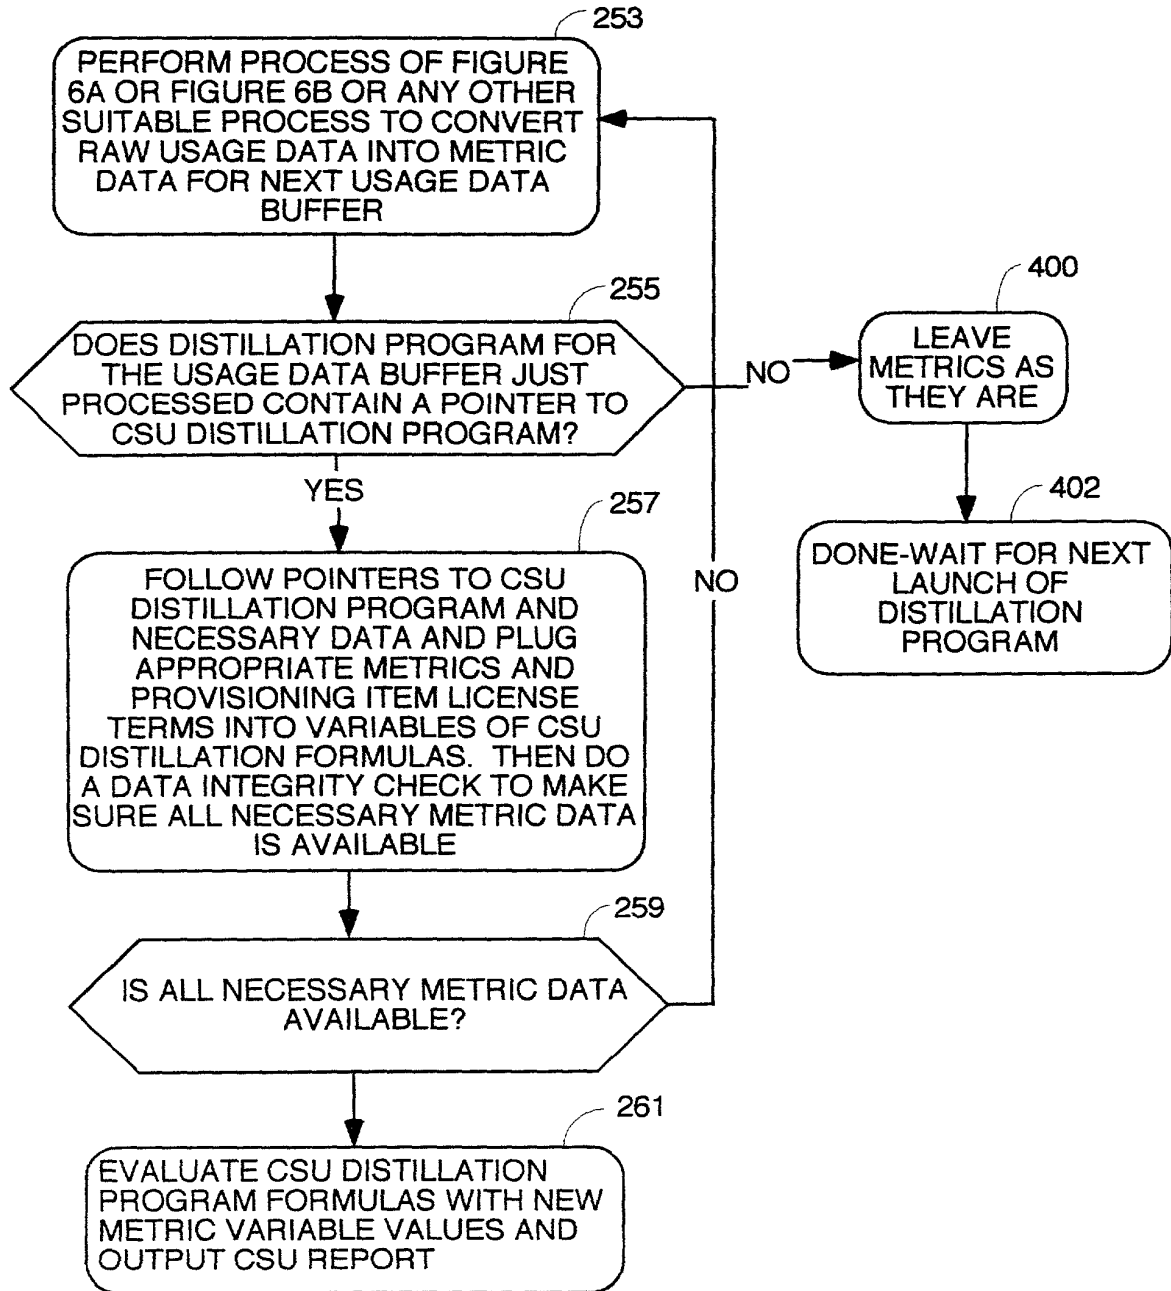 253
PERFORM PROCESS OF FIGURE
6A OR FIGURE 6B OR ANY OTHER
SUITABLE PROCESS TO CONVERT
RAW USAGE DATA INTO METRIC
DATA FOR NEXT USAGE DATA
BUFFER
255
DOES DISTILLATION PROGRAM FOR
THE USAGE DATA BUFFER JUST
PROCESSED CONTAIN A POINTER TO
CSU DISTILLATION PROGRAM?
NO
400
LEAVE
METRICS AS
THEY ARE
402
DONE-WAIT FOR NEXT
LAUNCH OF
DISTILLATION
PROGRAM
YES
257
FOLLOW POINTERS TO CSU
DISTILLATION PROGRAM AND
NECESSARY DATA AND PLUG
APPROPRIATE METRICS AND
PROVISIONING ITEM LICENSE
TERMS INTO VARIABLES OF CSU
DISTILLATION FORMULAS. THEN DO
A DATA INTEGRITY CHECK TO MAKE
SURE ALL NECESSARY METRIC DATA
IS AVAILABLE
NO
259
IS ALL NECESSARY METRIC DATA
AVAILABLE?
261
EVALUATE CSU DISTILLATION
PROGRAM FORMULAS WITH NEW
METRIC VARIABLE VALUES AND
OUTPUT CSU REPORT